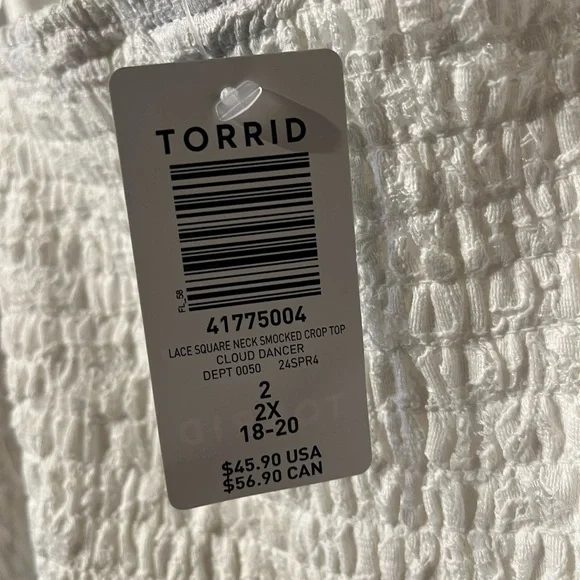 TORRID
FL_58
41775004
LACE SQUARE NECK SMOCKED CROP TOP
CLOUD DANCER
DEPT 0050 24SPR4
2
2X
18-20
$45.90 USA
$56.90 CAN